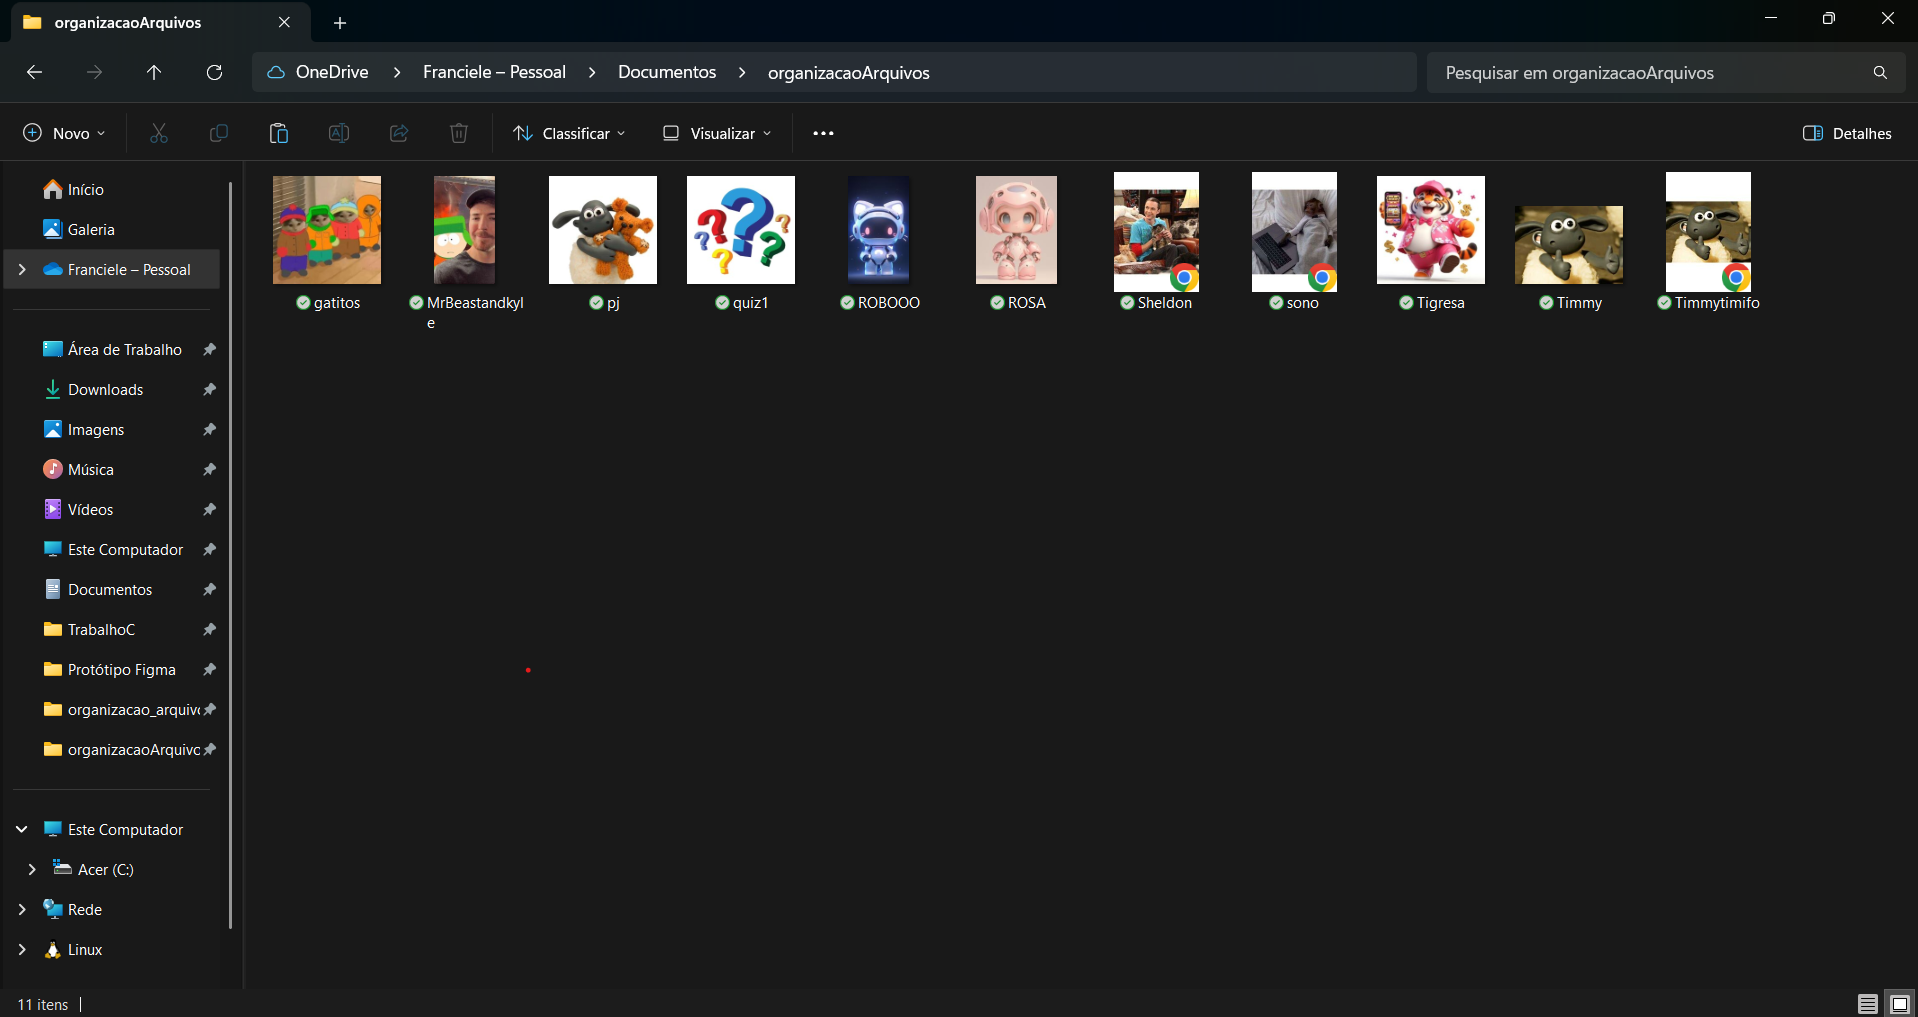 organizacaoArquivos
OneDrive > Franciele – Pessoal > Documentos > organizacaoArquivos
Pesquisar em organizacaoArquivos
Novo
Classificar
Visualizar
Detalhes
Início
Galeria
Franciele – Pessoal
Área de Trabalho
Downloads
Imagens
Música
Vídeos
Este Computador
Documentos
TrabalhoC
Protótipo Figma
organizacao_arquiv
organizacaoArquivo
Este Computador
Acer (C:)
Rede
Linux
gatitos
MrBeastandkyl
e
pj
quiz1
ROBOOO
ROSA
Sheldon
sono
Tigresa
Timmy
Timmytimifo
11 itens